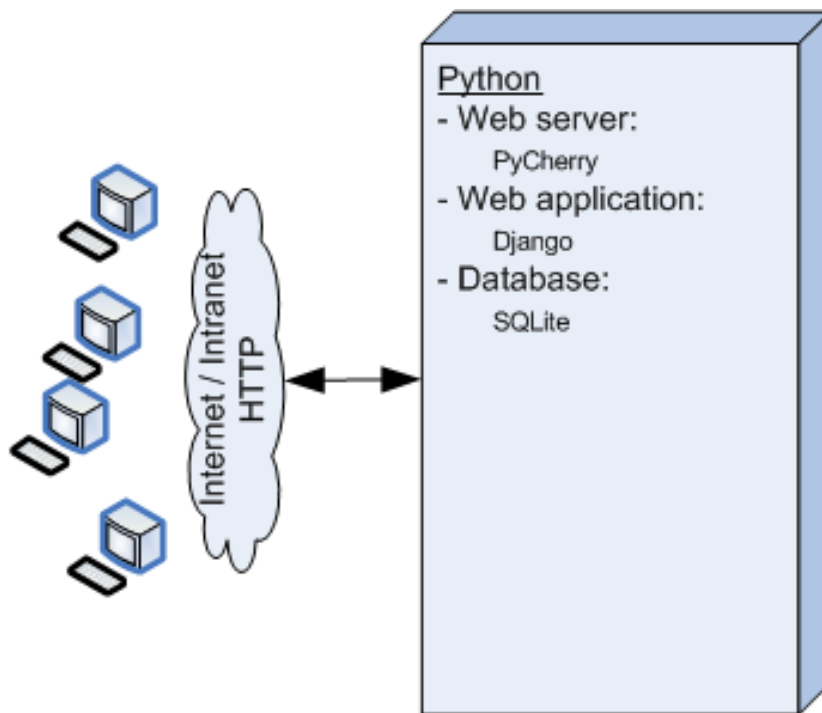 Internet / Intranet
HTTP
Python
- Web server:
PyCherry
- Web application:
Django
- Database:
SQLite